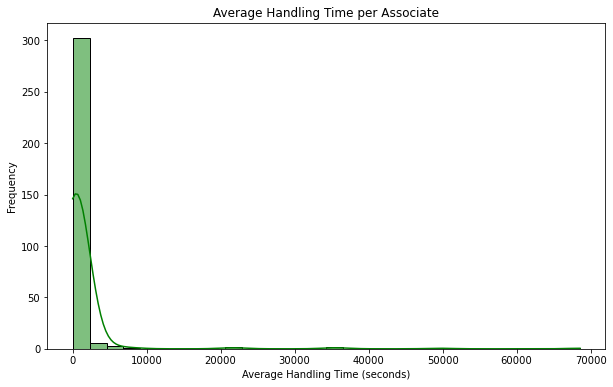 Average Handling Time per Associate
300
250
200
150
100
50
0
Frequency
0 10000 20000 30000 40000 50000 60000 70000
Average Handling Time (seconds)